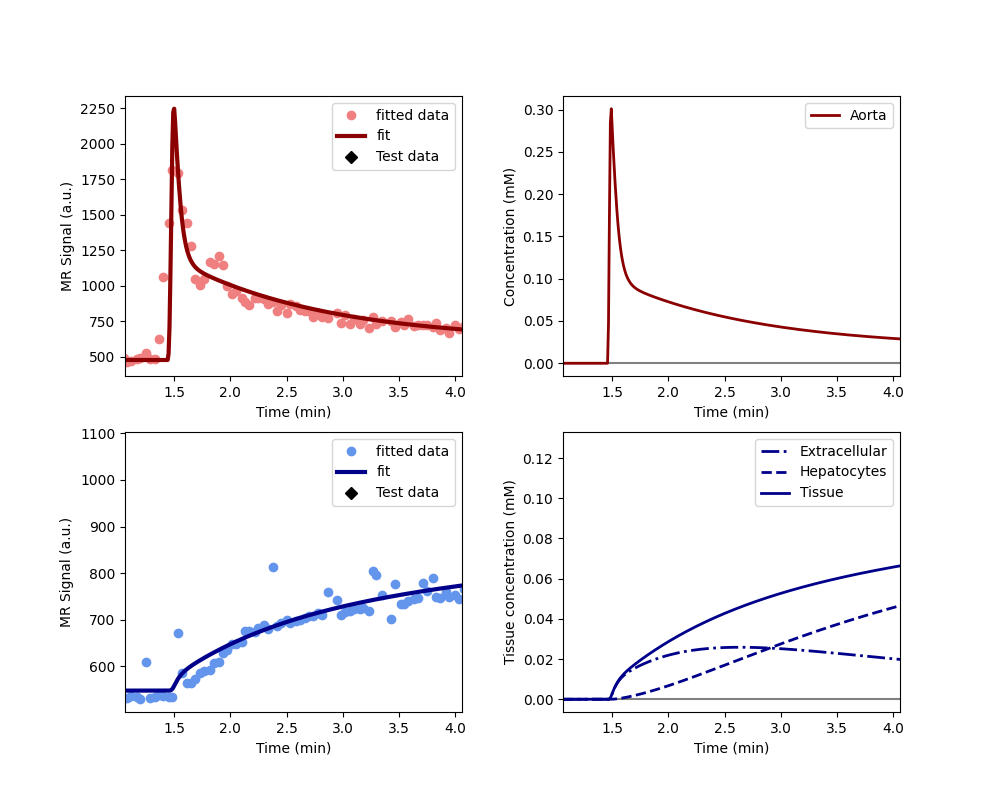 2250
2000
1750
1500
1250
1000
750
500
MR Signal (a.u.)
1.5 2.0 2.5 3.0 3.5 4.0
Time (min)
fitted data
fit
Test data
0.30
0.25
0.20
0.15
0.10
0.05
0.00
Concentration (mM)
1.5 2.0 2.5 3.0 3.5 4.0
Time (min)
Aorta
1100
1000
900
800
700
600
MR Signal (a.u.)
1.5 2.0 2.5 3.0 3.5 4.0
Time (min)
fitted data
fit
Test data
0.12
0.10
0.08
0.06
0.04
0.02
0.00
Tissue concentration (mM)
1.5 2.0 2.5 3.0 3.5 4.0
Time (min)
Extracellular
Hepatocytes
Tissue